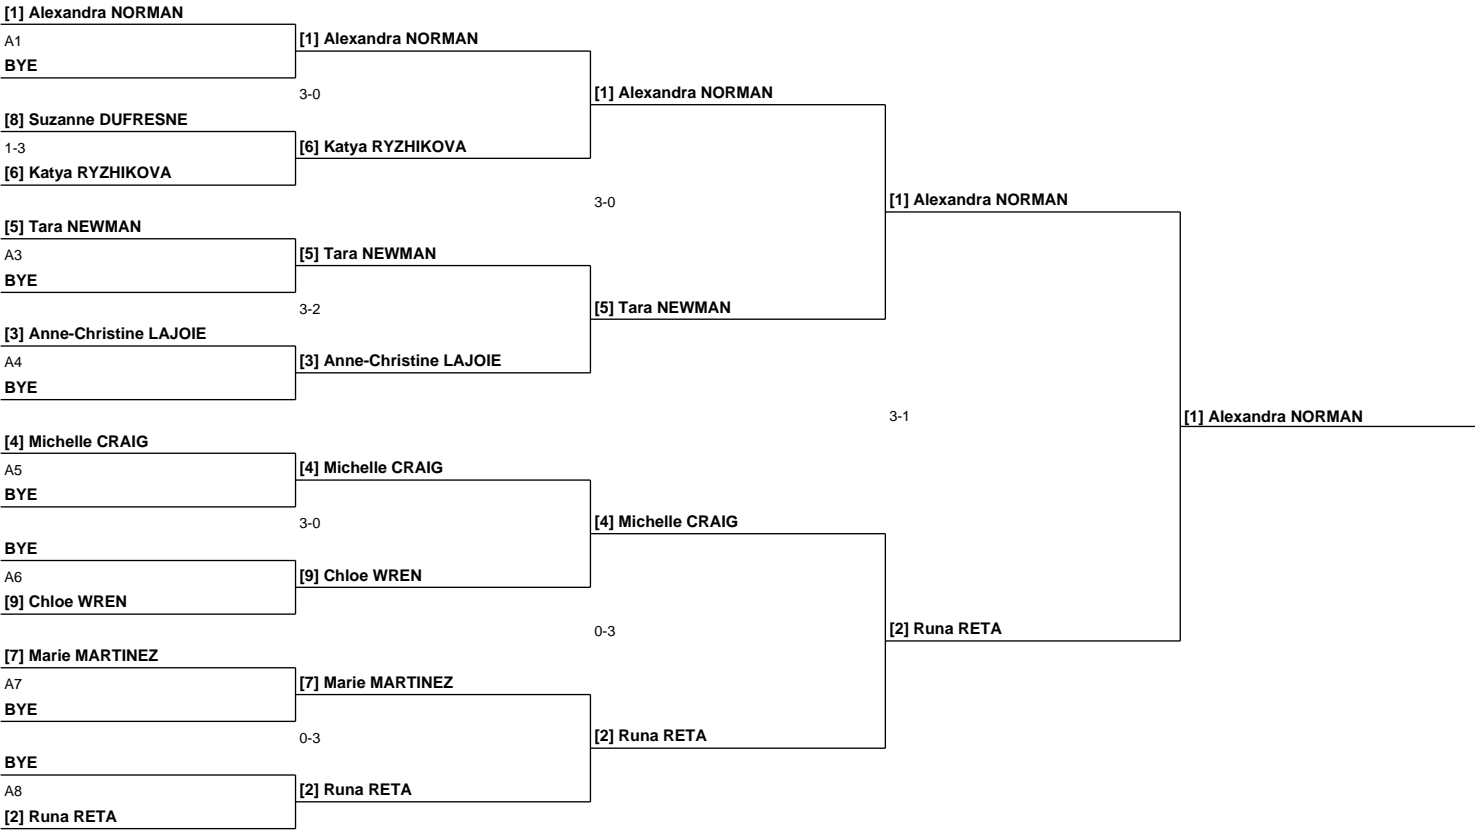 [1] Alexandra NORMAN
A1
BYE
[8] Suzanne DUFRESNE
1-3
[6] Katya RYZHIKOVA
[5] Tara NEWMAN
A3
BYE
[3] Anne-Christine LAJOIE
A4
BYE
[4] Michelle CRAIG
A5
BYE
BYE
A6
[9] Chloe WREN
[7] Marie MARTINEZ
A7
BYE
BYE
A8
[2] Runa RETA
[1] Alexandra NORMAN
3-0
[6] Katya RYZHIKOVA
[5] Tara NEWMAN
3-2
[3] Anne-Christine LAJOIE
[4] Michelle CRAIG
3-0
[9] Chloe WREN
[7] Marie MARTINEZ
0-3
[2] Runa RETA
[1] Alexandra NORMAN
3-0
[5] Tara NEWMAN
[4] Michelle CRAIG
0-3
[2] Runa RETA
[1] Alexandra NORMAN
3-1
[2] Runa RETA
[1] Alexandra NORMAN